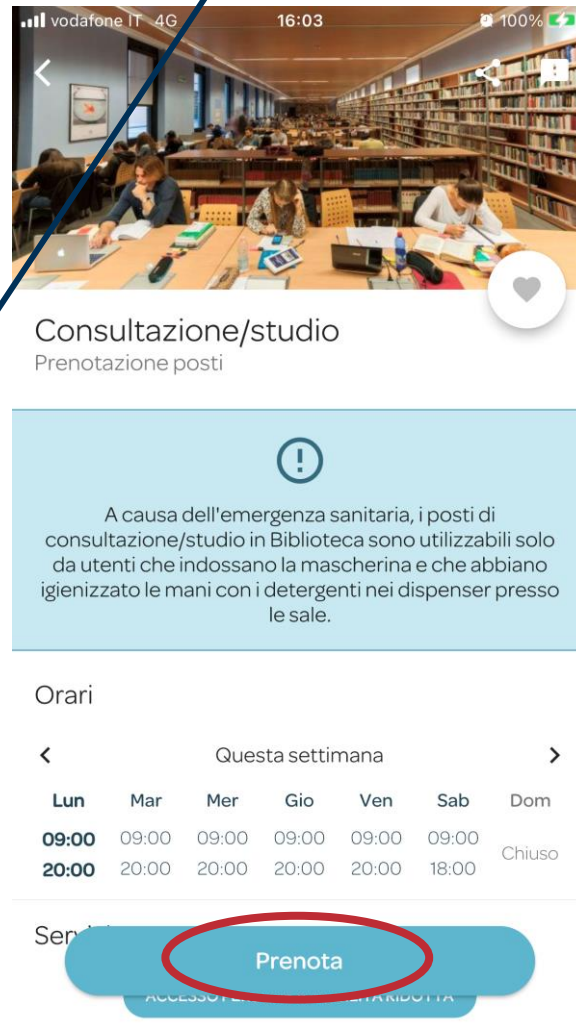 vodafone IT 4G 16:03 100%
Consultazione/studio
Prenotazione posti
A causa dell'emergenza sanitaria, i posti di
consultazione/studio in Biblioteca sono utilizzabili solo
da utenti che indossano la mascherina e che abbiano
igienizzato le mani con i detergenti nei dispenser presso
le sale.
Orari
Questa settimana
Lun Mar Mer Gio Ven Sab Dom
09:00 09:00 09:00 09:00 09:00 09:00 Chiuso
20:00 20:00 20:00 20:00 20:00 18:00
Prenota